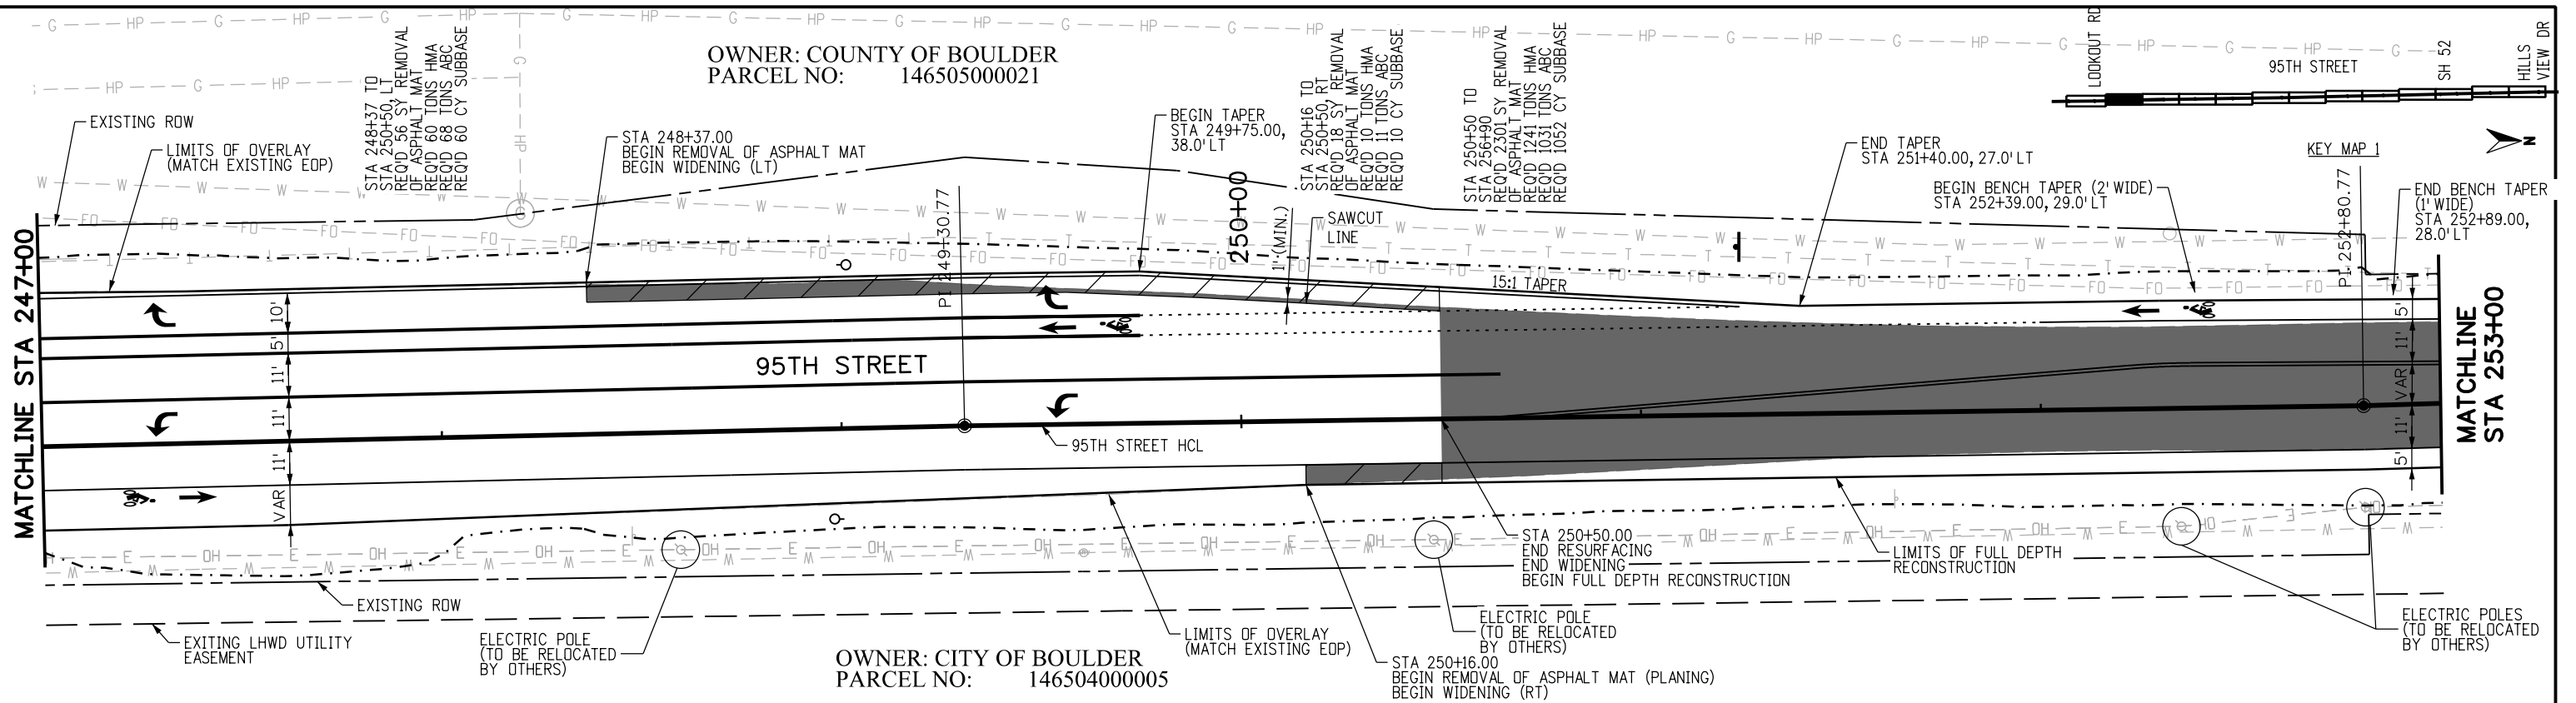 OWNER: COUNTY OF BOULDER
PARCEL NO: 146505000021
STA 248+37 TO
STA 250+50, LT
REQ'D 56 SY REMOVAL
OF ASPHALT MAT
REQ'D 60 TONS HMA
REQ'D 68 TONS ABC
REQ'D 60 CY SUBBASE
STA 250+16 TO
STA 250+50, RT
REQ'D 18 SY REMOVAL
OF ASPHALT MAT
REQ'D 10 TONS HMA
REQ'D 11 TONS ABC
REQ'D 10 CY SUBBASE
STA 250+50 TO
STA 256+90
REQ'D 2301 SY REMOVAL
OF ASPHALT MAT
REQ'D 1241 TONS HMA
REQ'D 1031 TONS ABC
REQ'D 1052 CY SUBBASE
LOOKOUT RD
95TH STREET
SH 52
HILLS
VIEW DR
N
KEY MAP 1
EXISTING ROW
LIMITS OF OVERLAY
(MATCH EXISTING EOP)
STA 248+37.00
BEGIN REMOVAL OF ASPHALT MAT
BEGIN WIDENING (LT)
BEGIN TAPER
STA 249+75.00,
38.0' LT
END TAPER
STA 251+40.00, 27.0' LT
BEGIN BENCH TAPER (2' WIDE)
STA 252+39.00, 29.0' LT
END BENCH TAPER
(1' WIDE)
STA 252+89.00,
28.0' LT
PI 249+30.77
250+00
1' (MIN.)
SAWCUT
LINE
15:1 TAPER
PI 252+80.77
MATCHLINE STA 247+00
MATCHLINE
STA 253+00
10'
5'
11'
11'
11'
VAR
5'
11'
VAR
11'
5'
95TH STREET
95TH STREET HCL
STA 250+50.00
END RESURFACING
END WIDENING
BEGIN FULL DEPTH RECONSTRUCTION
LIMITS OF FULL DEPTH
RECONSTRUCTION
EXISTING ROW
EXITING LHWD UTILITY
EASEMENT
ELECTRIC POLE
(TO BE RELOCATED
BY OTHERS)
LIMITS OF OVERLAY
(MATCH EXISTING EOP)
ELECTRIC POLE
(TO BE RELOCATED
BY OTHERS)
ELECTRIC POLES
(TO BE RELOCATED
BY OTHERS)
OWNER: CITY OF BOULDER
PARCEL NO: 146504000005
STA 250+16.00
BEGIN REMOVAL OF ASPHALT MAT (PLANING)
BEGIN WIDENING (RT)